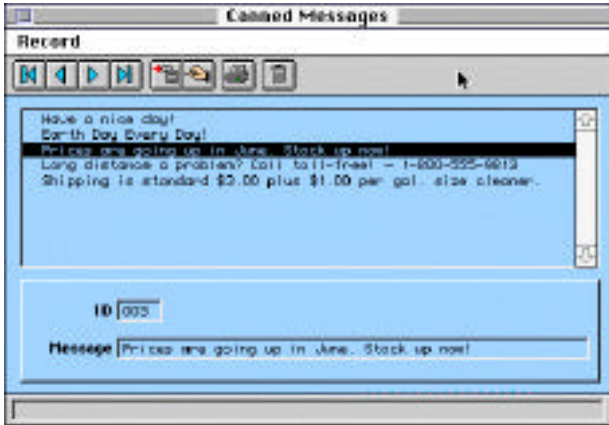 Canned Messages
Record
Have a nice day!
Earth Day Every Day!
Prices are going up in June. Stock up now!
Long distance a problem? Call toll-free! - 1-800-555-8813
Shipping is standard $3.00 plus $1.00 per gal. size cleaner.
ID 003
Message Prices are going up in June. Stock up now!